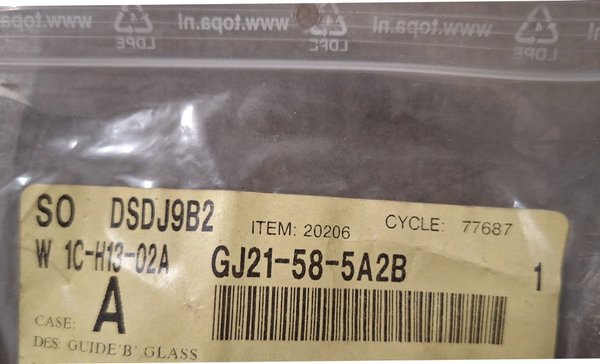 www.topa.nl LDPE www.topa.nl LDPE www.topa.nl LDPE
SO DSDJ9B2 ITEM: 20206 CYCLE: 77687
W 1C-H13-02A GJ21-58-5A2B 1
CASE: A
DES: GUIDE'B' GLASS